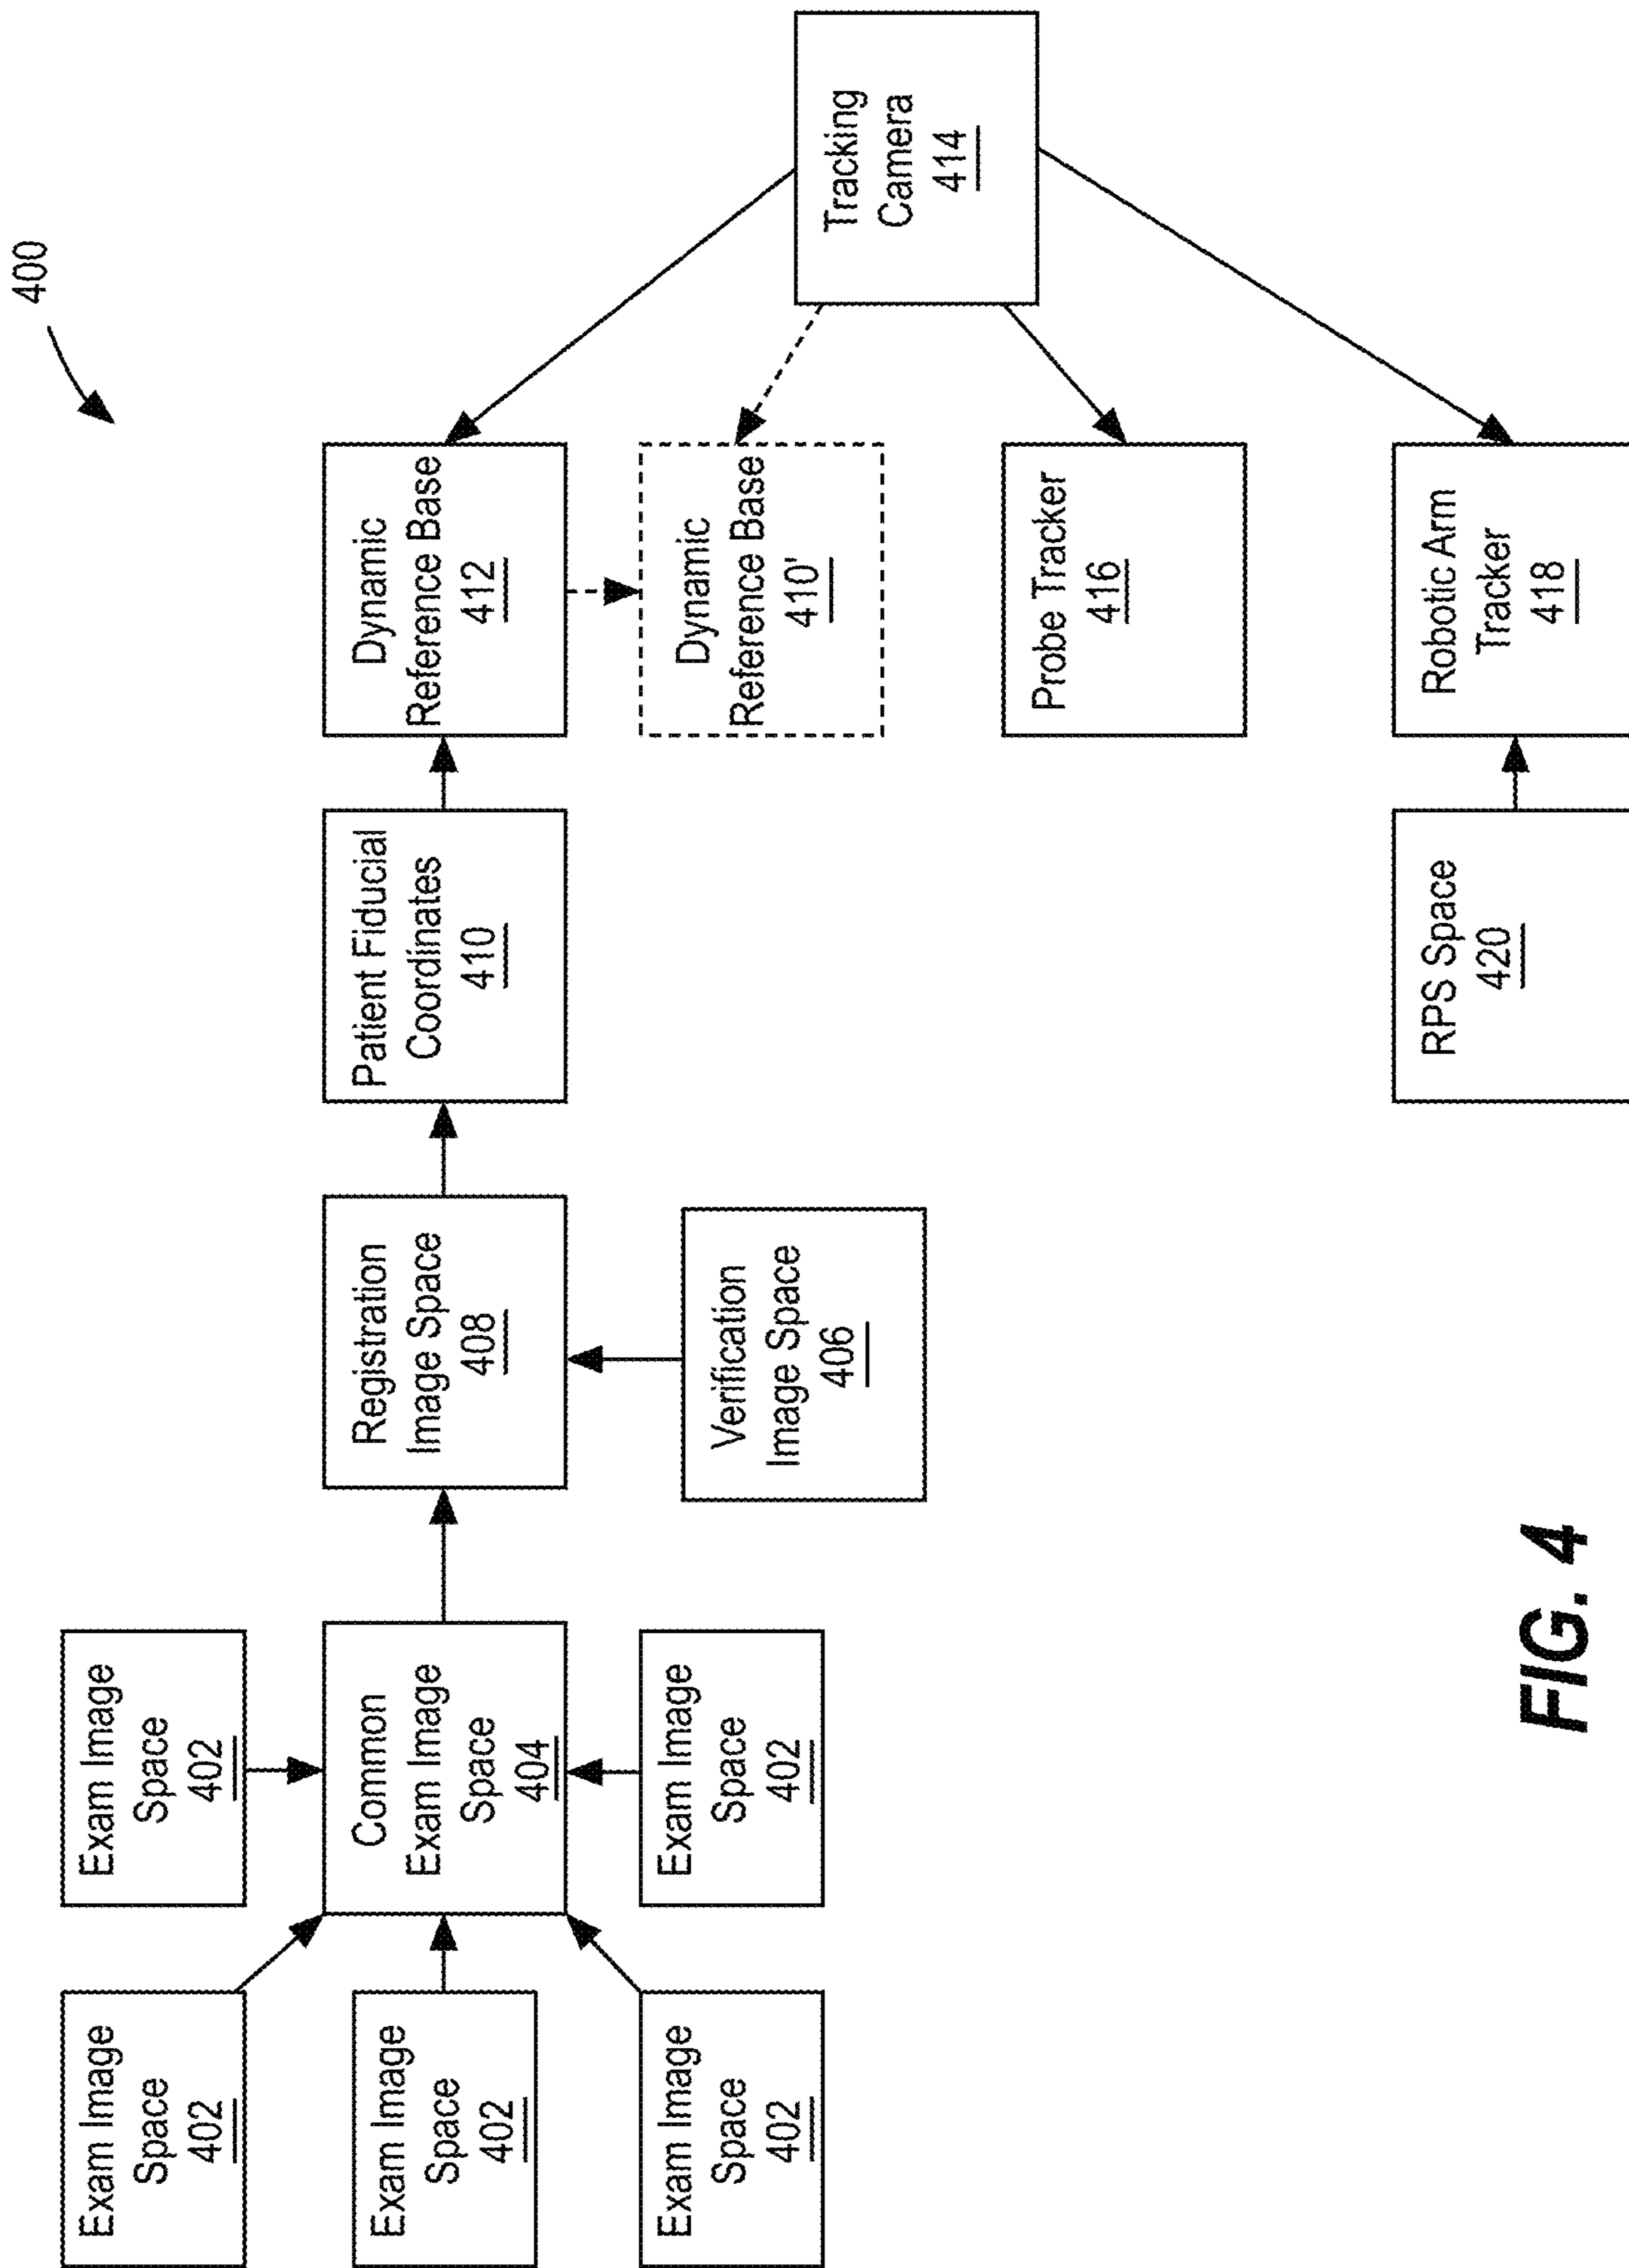 400
Exam Image
Space
402
Exam Image
Space
402
Exam Image
Space
402
Exam Image
Space
402
Common
Exam Image
Space
404
Exam Image
Space
402
Registration
Image Space
408
Verification
Image Space
406
Patient Fiducial
Coordinates
410
Dynamic
Reference Base
412
Dynamic
Reference Base
410'
Tracking
Camera
414
Probe Tracker
416
RPS Space
420
Robotic Arm
Tracker
418
FIG. 4